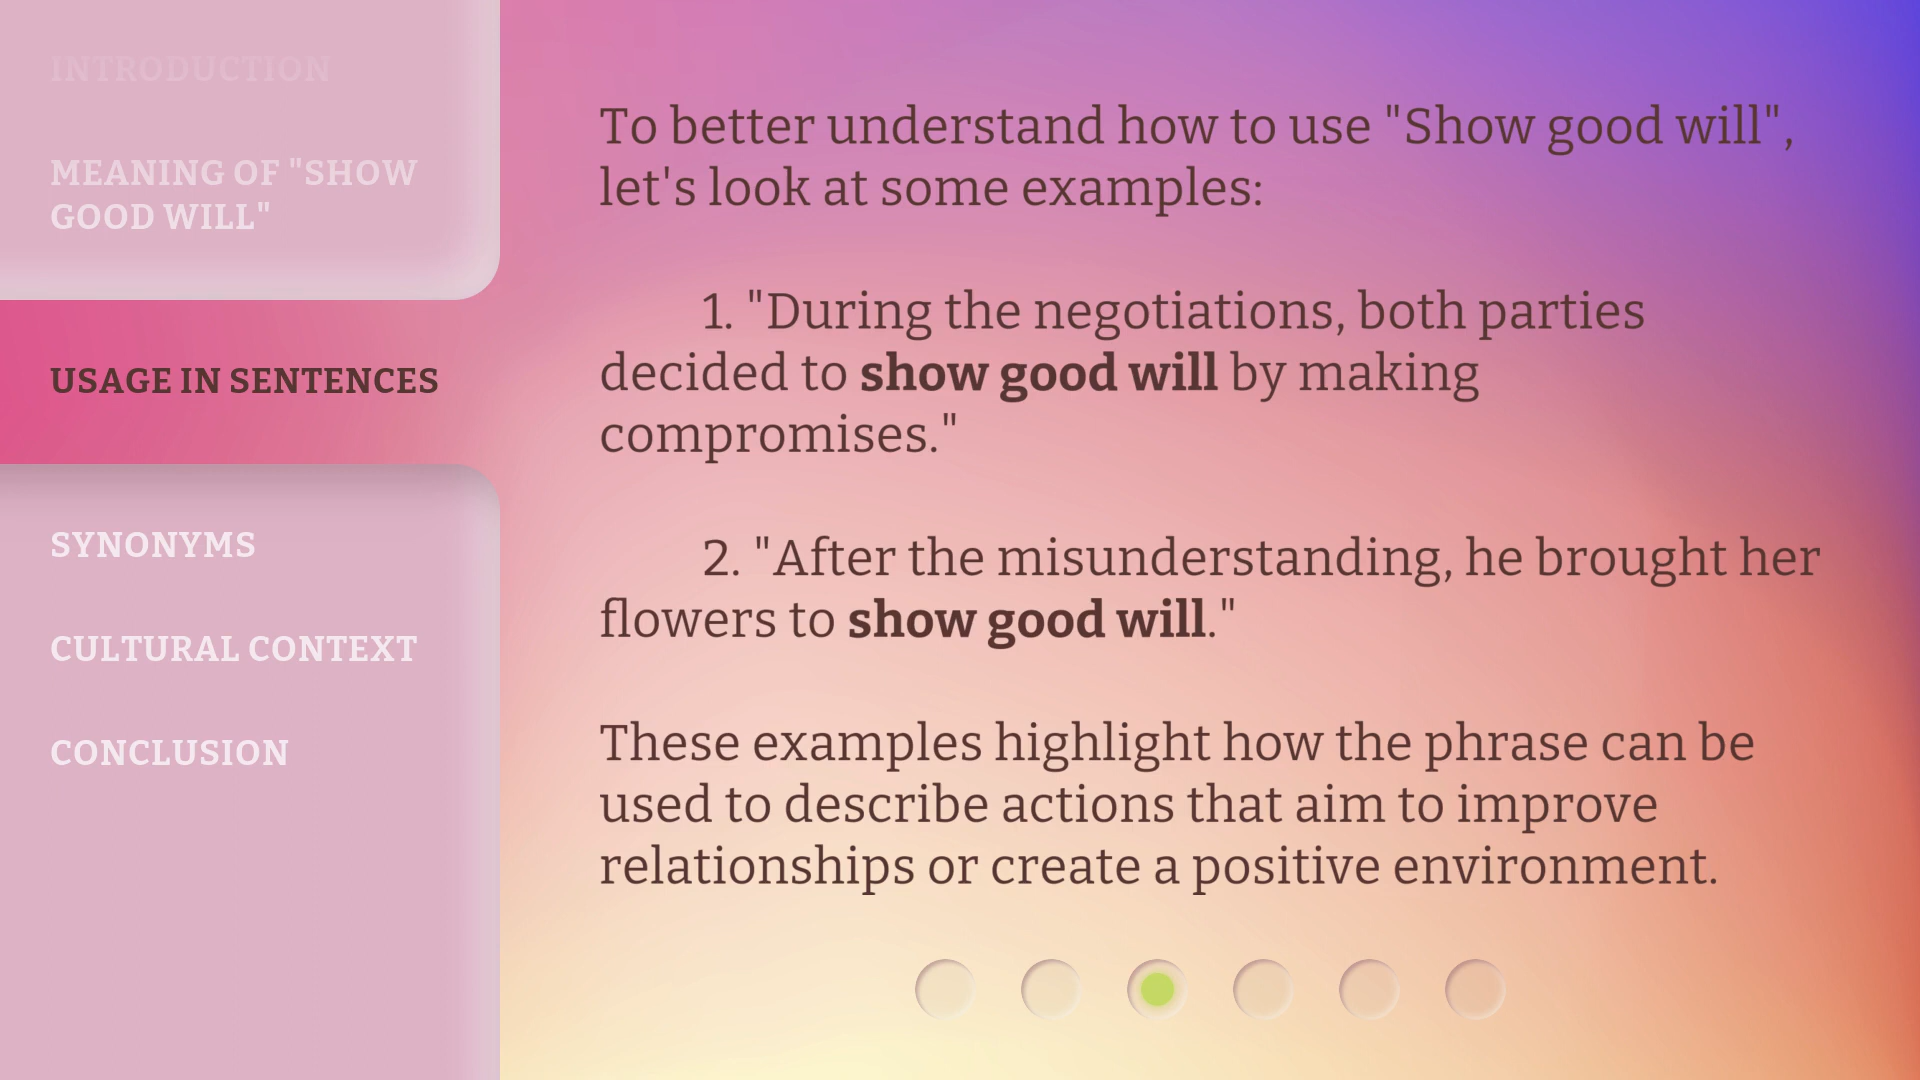 INTRODUCTION
MEANING OF "SHOW
GOOD WILL"
USAGE IN SENTENCES
SYNONYMS
CULTURAL CONTEXT
CONCLUSION
To better understand how to use "Show good will",
let's look at some examples:
1. "During the negotiations, both parties
decided to show good will by making
compromises."
2. "After the misunderstanding, he brought her
flowers to show good will."
These examples highlight how the phrase can be
used to describe actions that aim to improve
relationships or create a positive environment.